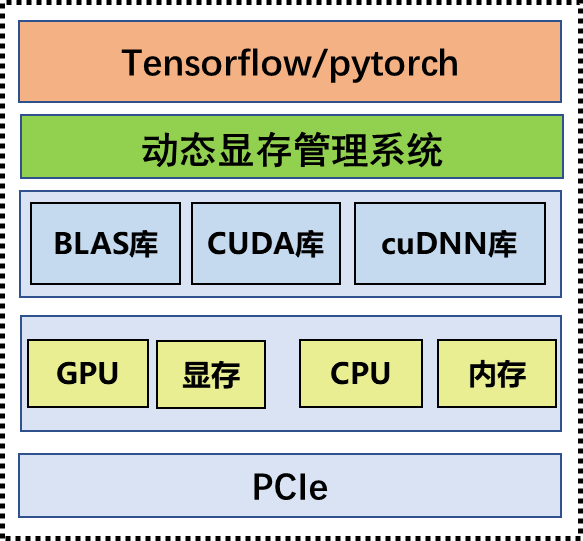 Tensorflow/pytorch
动态显存管理系统
BLAS库 CUDA库 cuDNN库
GPU 显存 CPU 内存
PCIe